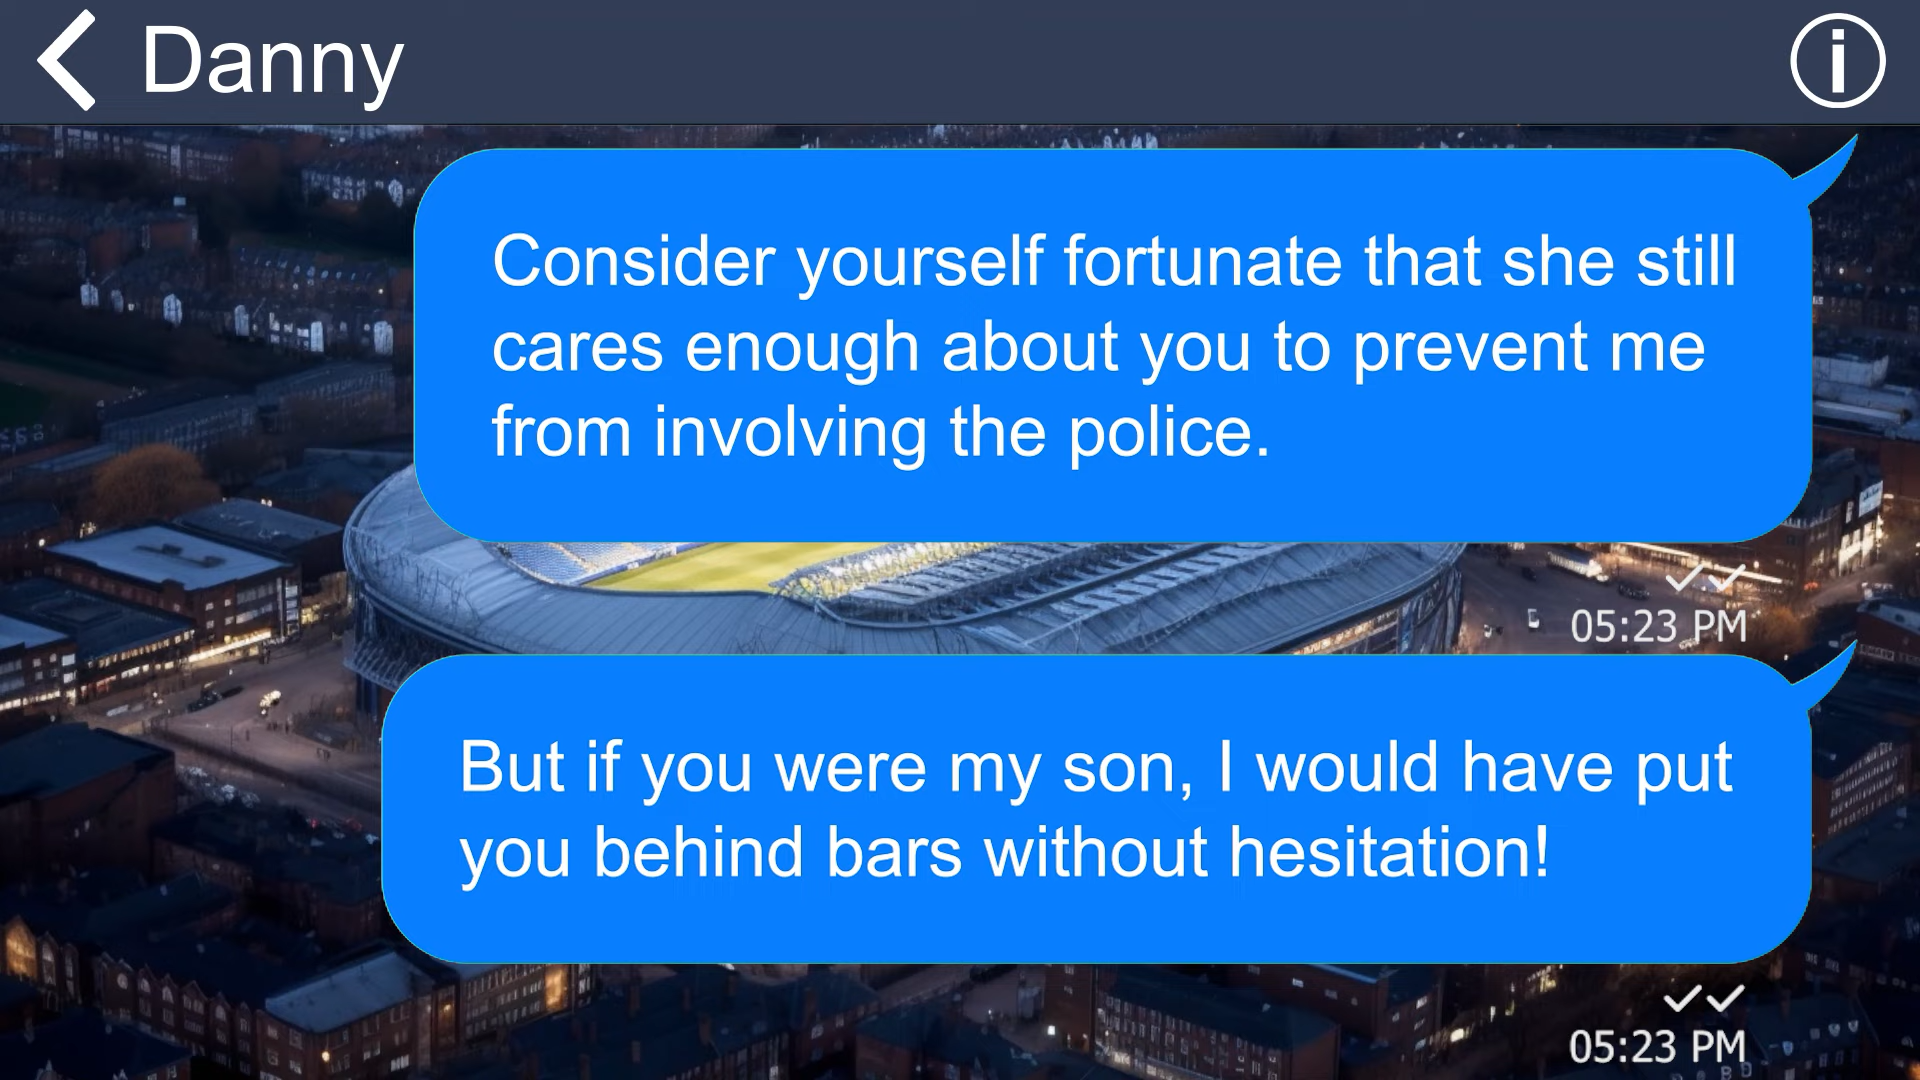 Danny
Consider yourself fortunate that she still
cares enough about you to prevent me
from involving the police.
05:23 PM
But if you were my son, I would have put
you behind bars without hesitation!
05:23 PM